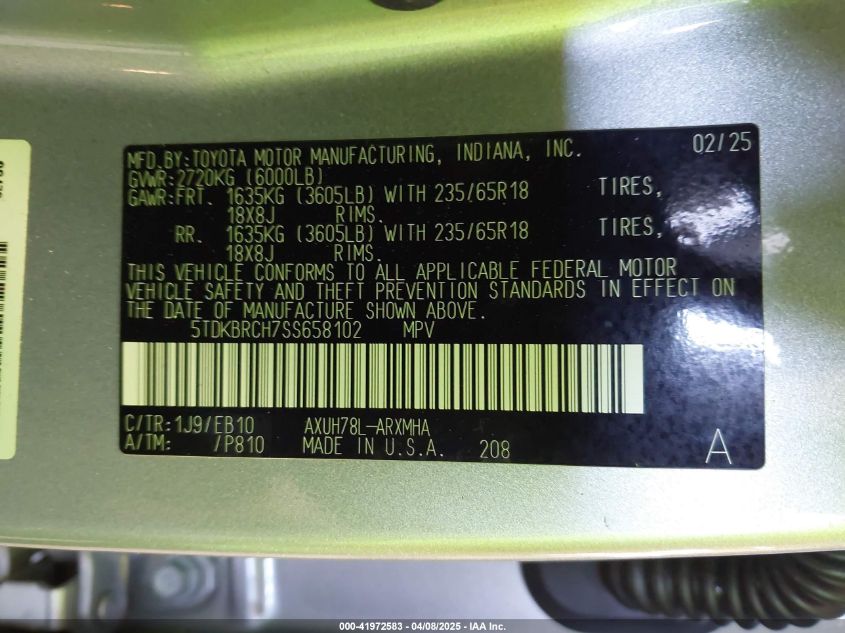 MFD.BY:TOYOTA MOTOR MANUFACTURING, INDIANA, INC. 02/25
GVWR:2720KG (6000LB)
GAWR:FRT. 1635KG (3605LB) WITH 235/65R18 TIRES,
18X8J RIMS.
RR. 1635KG (3605LB) WITH 235/65R18 TIRES,
18X8J RIMS.
THIS VEHICLE CONFORMS TO ALL APPLICABLE FEDERAL MOTOR
VEHICLE SAFETY AND THEFT PREVENTION STANDARDS IN EFFECT ON
THE DATE OF MANUFACTURE SHOWN ABOVE.
5TDKBRCH7SS658102 MPV
C/TR:1J9/EB10 AXUH78L-ARXMHA
A/TM: /P810 MADE IN U.S.A. 208 A
000-41972583 - 04/08/2025 - IAA Inc.